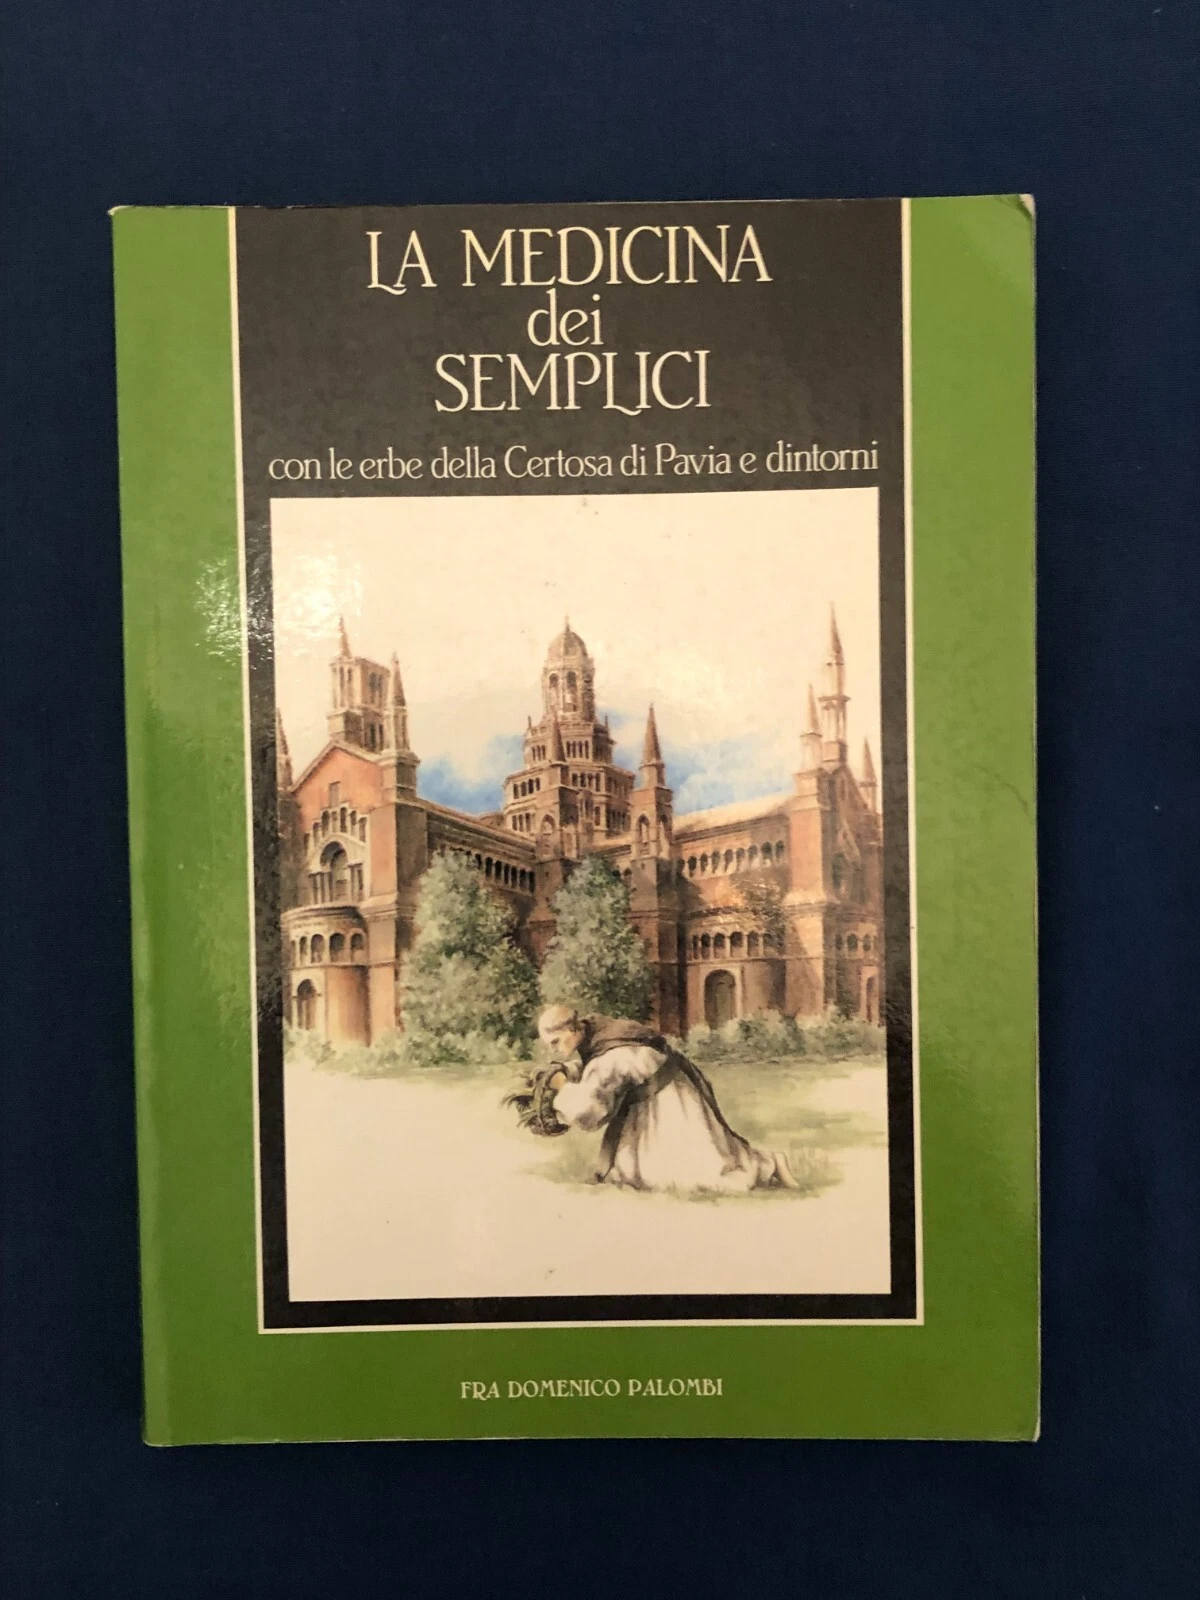 LA MEDICINA
dei
SEMPLICI
con le erbe della Certosa di Pavia e dintorni
FRA DOMENICO PALOMBI